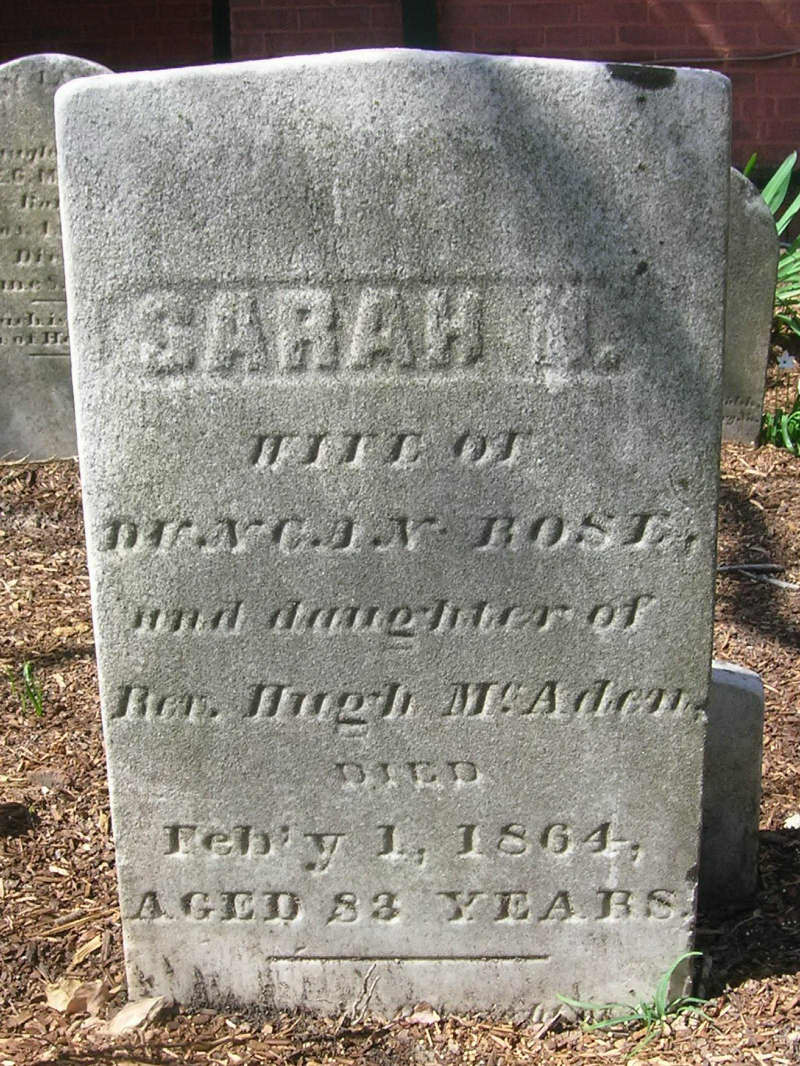 SARAH
WIFE OF
DUNCAN ROSE,
and daughter of
Rev. Hugh McAden,
DIED
Feb'y 1, 1864,
AGED 83 YEARS.